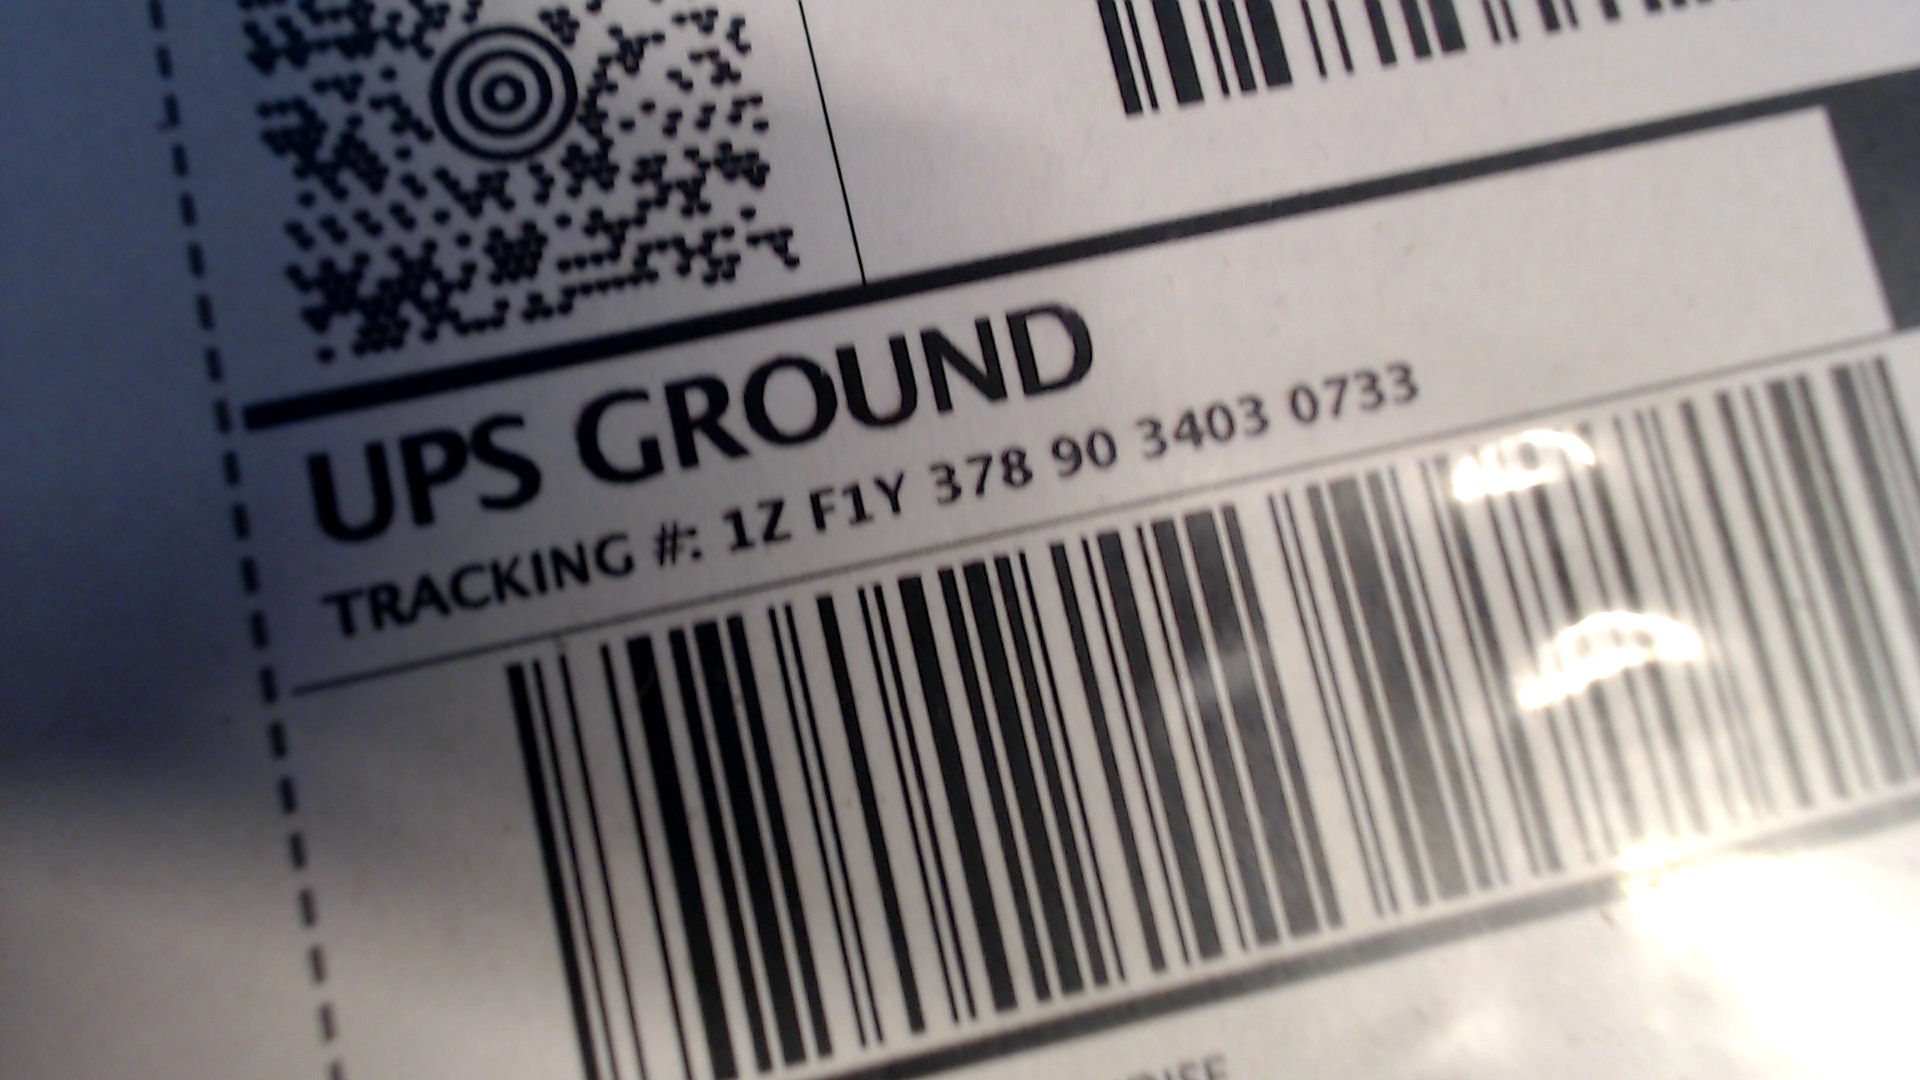 UPS GROUND
TRACKING #: 1Z F1Y 378 90 3403 0733